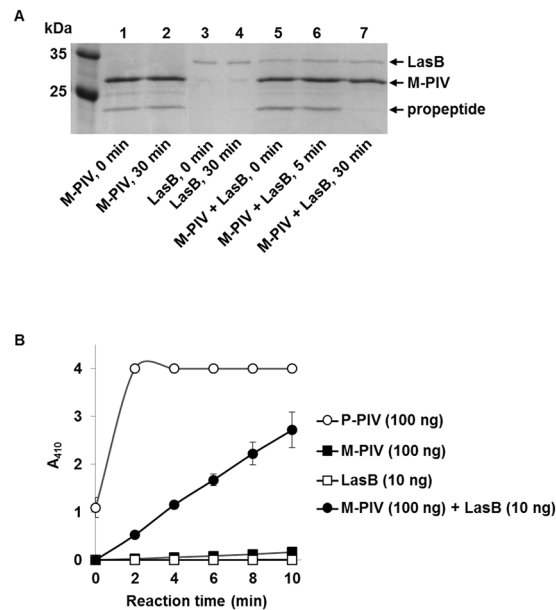 A
kDa 1 2 3 4 5 6 7
35
25
LasB
M-PIV
propeptide
M-PIV, 0 min
M-PIV, 30 min
LasB, 0 min
LasB, 30 min
M-PIV + LasB, 0 min
M-PIV + LasB, 5 min
M-PIV + LasB, 30 min
B
4
3
2
1
0
A410
0 2 4 6 8 10
Reaction time (min)
P-PIV (100 ng)
M-PIV (100 ng)
LasB (10 ng)
M-PIV (100 ng) + LasB (10 ng)